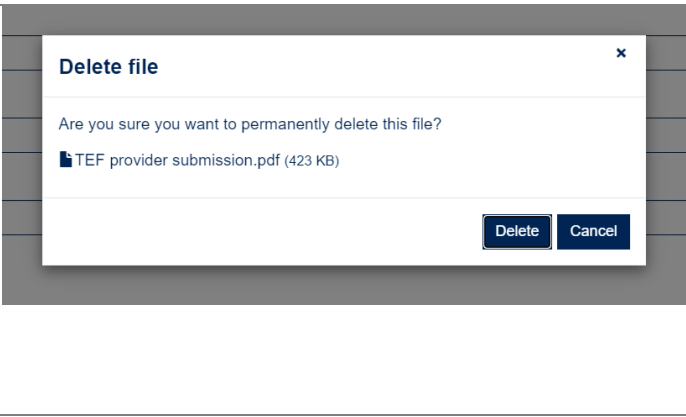 Delete file
Are you sure you want to permanently delete this file?
TEF provider submission.pdf (423 KB)
Delete Cancel